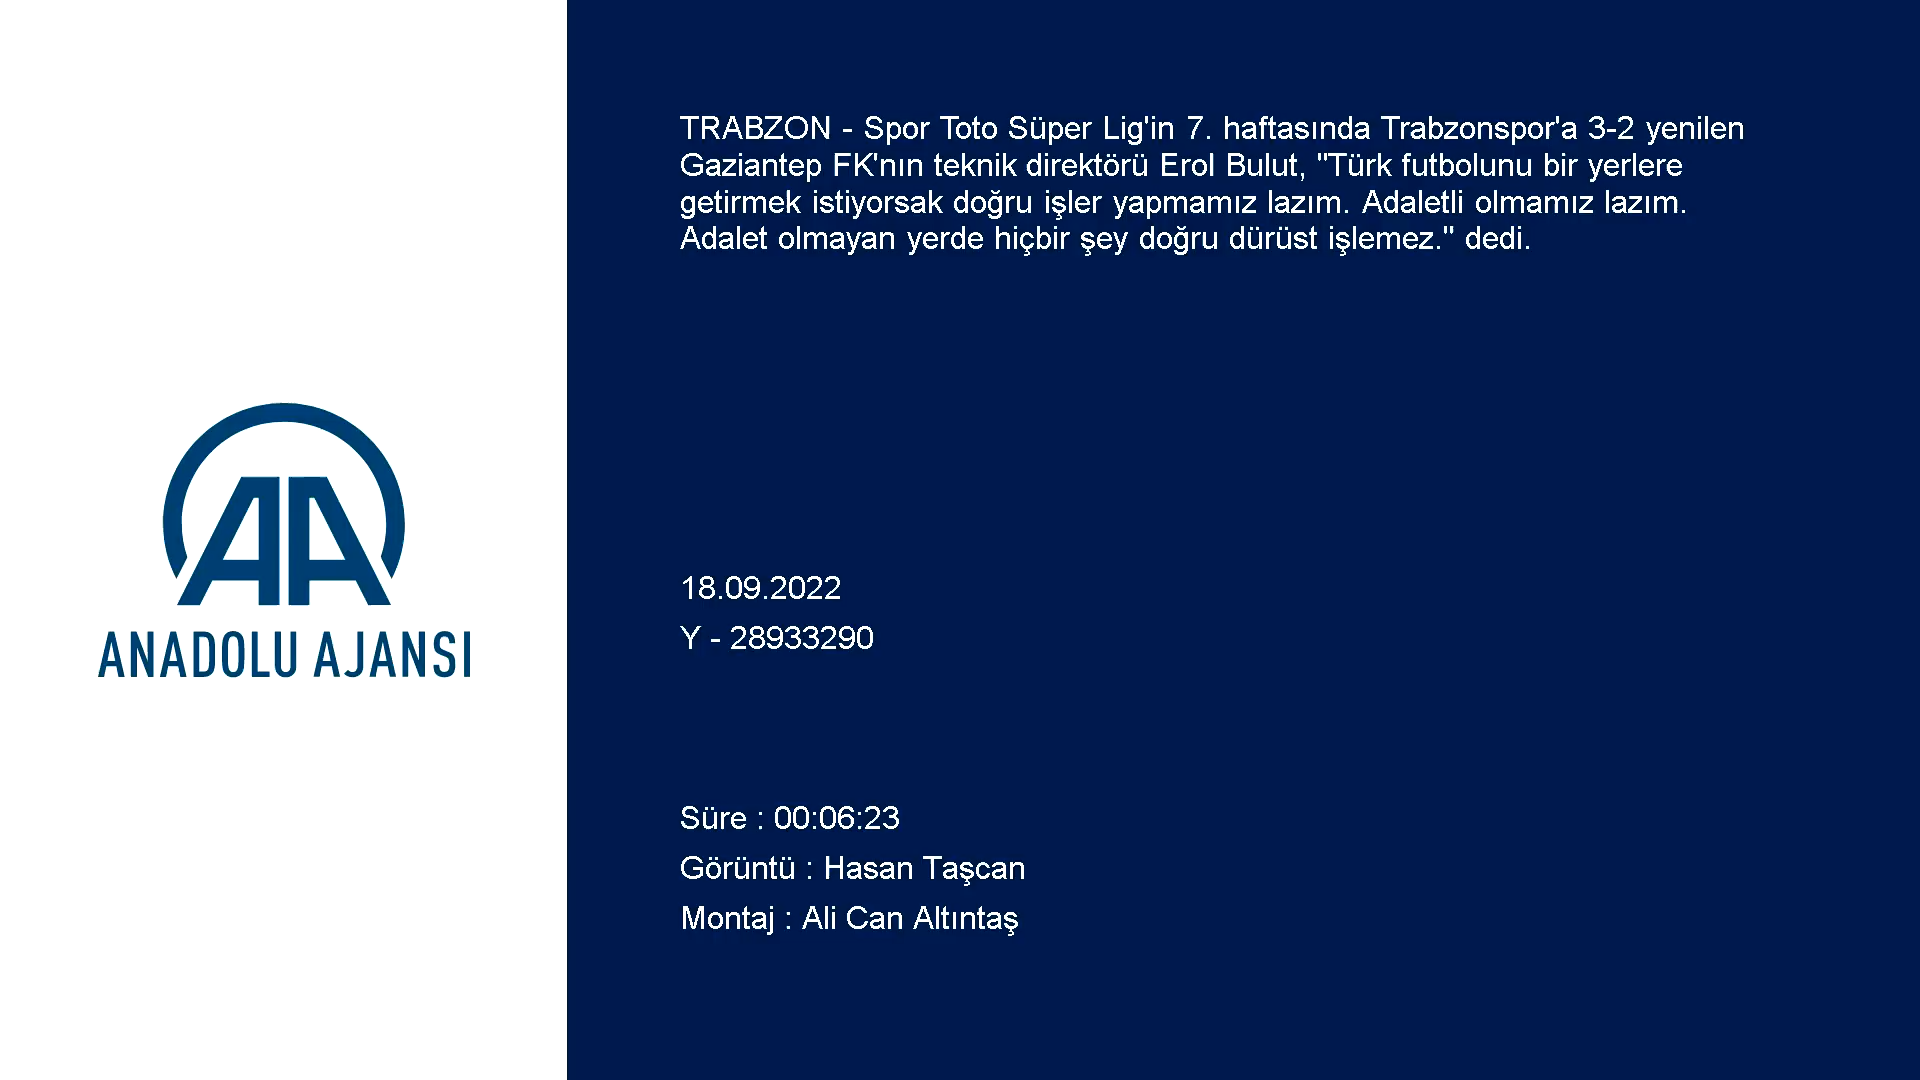 TRABZON - Spor Toto Süper Lig'in 7. haftasında Trabzonspor'a 3-2 yenilen
Gaziantep FK'nın teknik direktörü Erol Bulut, "Türk futbolunu bir yerlere
getirmek istiyorsak doğru işler yapmamız lazım. Adaletli olmamız lazım.
Adalet olmayan yerde hiçbir şey doğru dürüst işlemez." dedi.
AA
ANADOLU AJANSI
18.09.2022
Y - 28933290
Süre : 00:06:23
Görüntü : Hasan Taşcan
Montaj : Ali Can Altıntaş